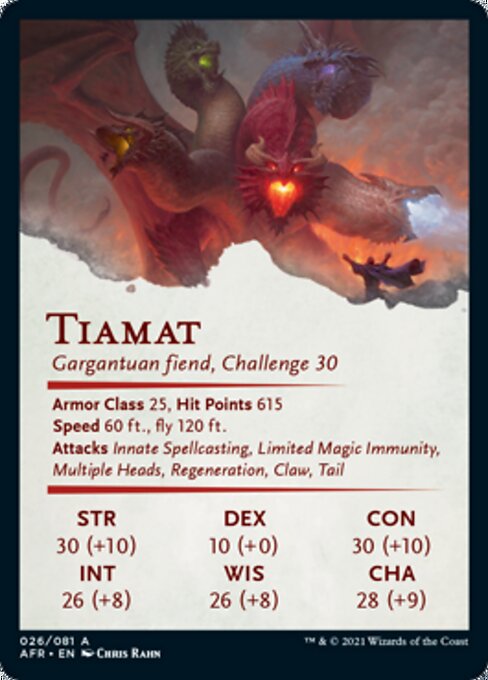 TIAMAT
Gargantuan fiend, Challenge 30
Armor Class 25, Hit Points 615
Speed 60 ft., fly 120 ft.
Attacks Innate Spellcasting, Limited Magic Immunity,
Multiple Heads, Regeneration, Claw, Tail
STR DEX CON
30 (+10) 10 (+0) 30 (+10)
INT WIS CHA
26 (+8) 26 (+8) 28 (+9)
026/081 A ™ & © 2021 Wizards of the Coast
AFR • EN Chris Rahn